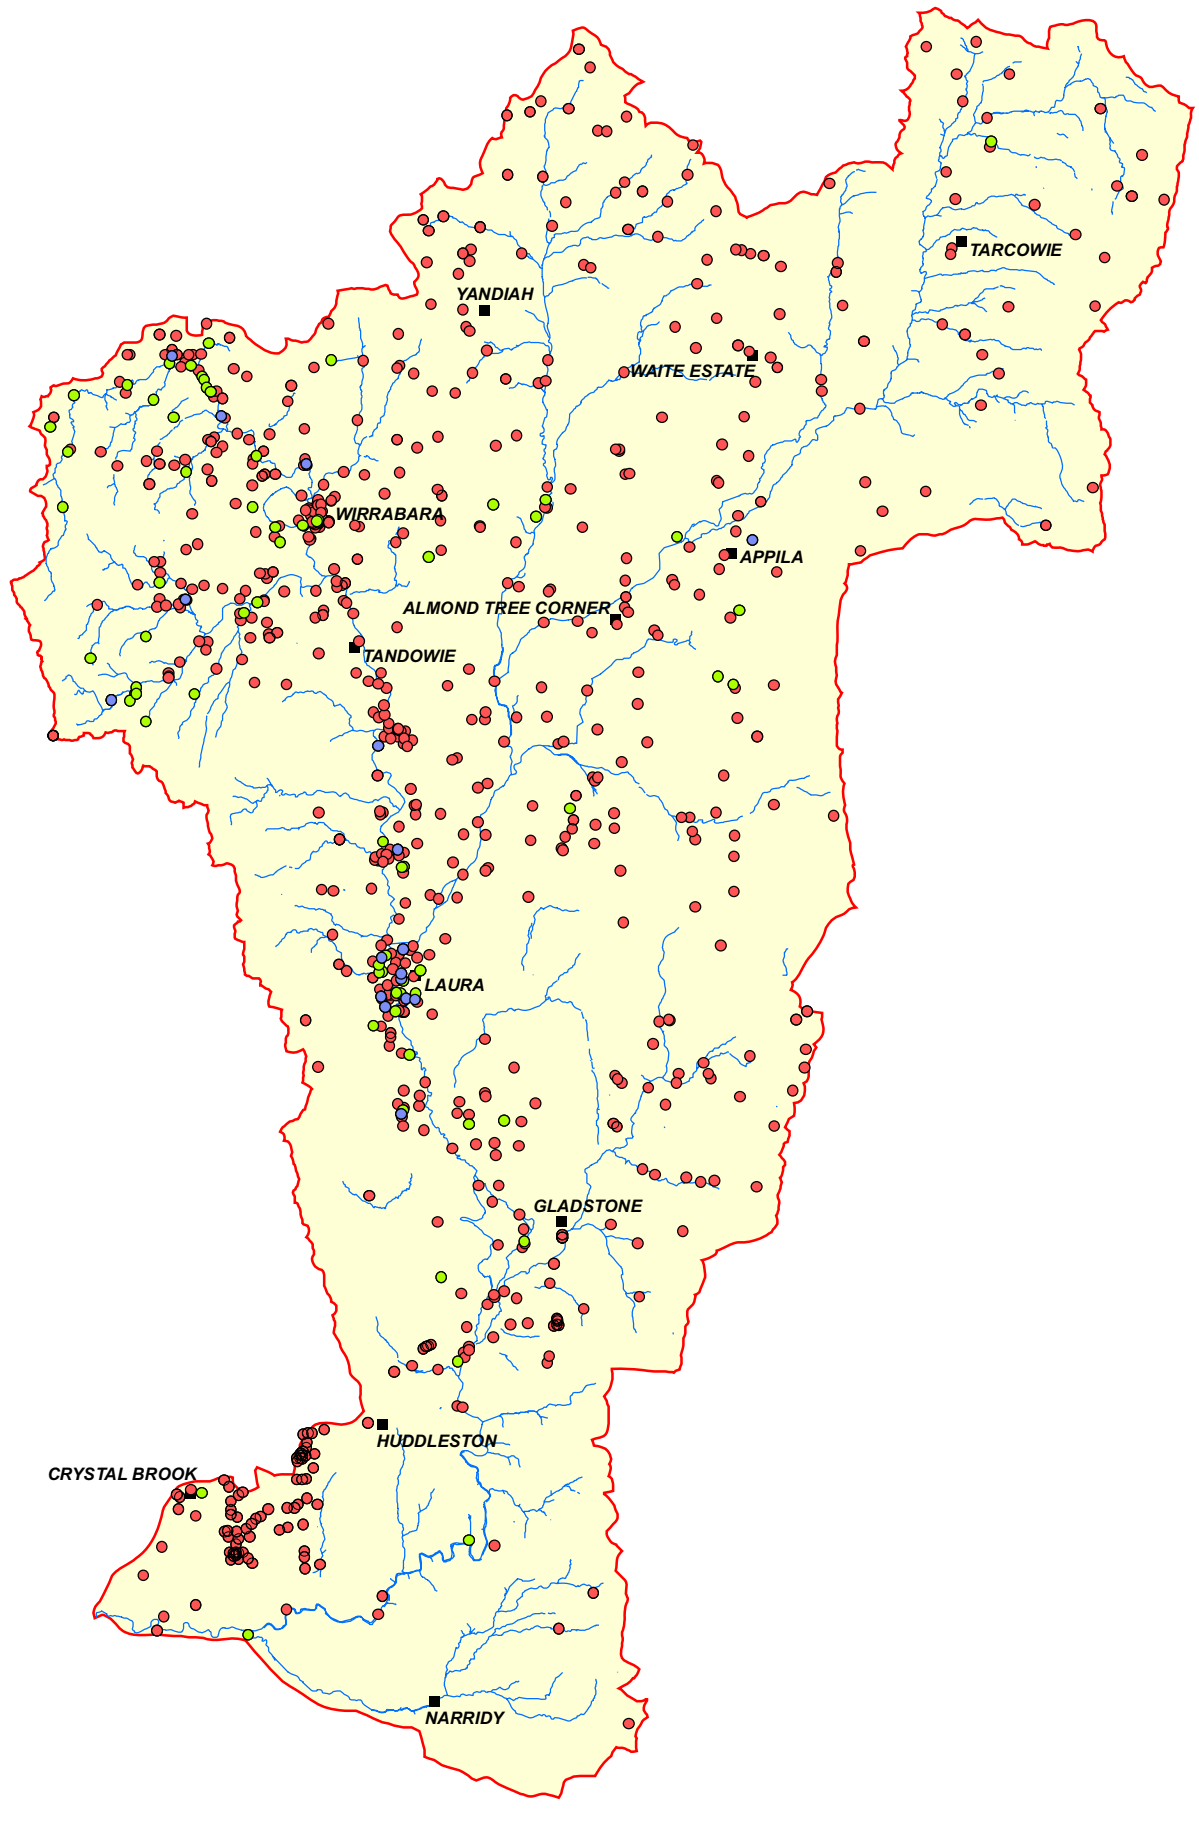 TARCOWIE
YANDIAH
WAITE ESTATE
WIRRABARA
APPILA
ALMOND TREE CORNER
TANDOWIE
LAURA
GLADSTONE
HUDDLESTON
CRYSTAL BROOK
NARRIDY